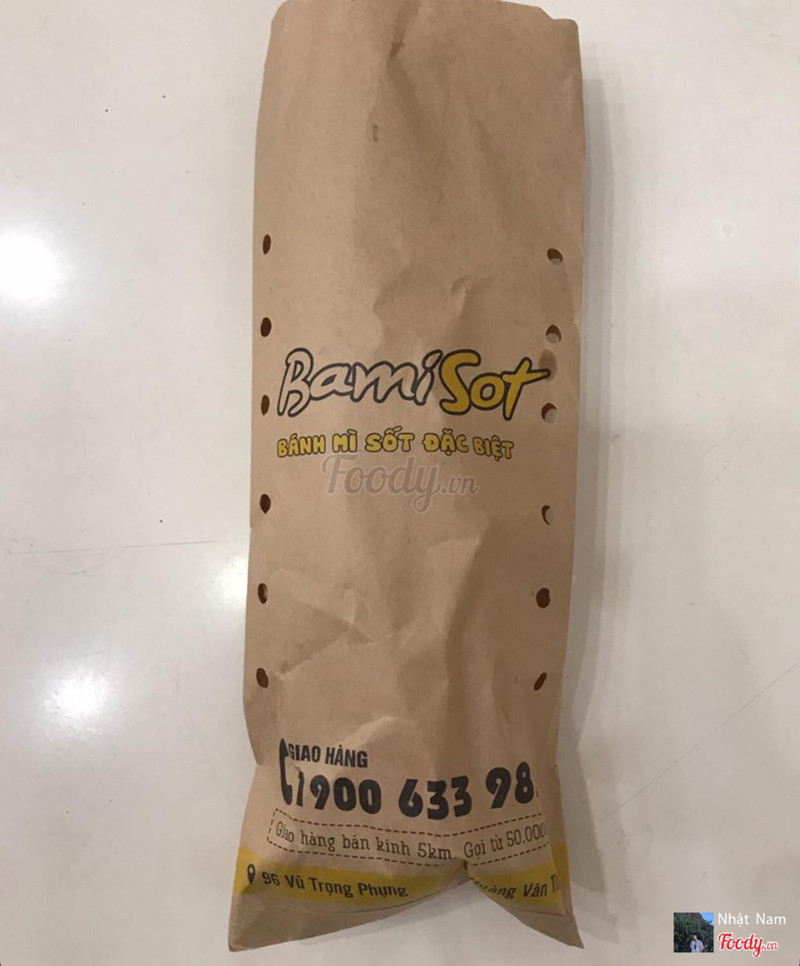 BamiSot
BÁNH MÌ SỐT ĐẶC BIỆT
Foody.vn
GIAO HÀNG
1900 633 98
Giao hàng bán kính 5km. Gọi từ 50.000
96 Vũ Trọng Phụng
Văn
Nhật Nam
Foody.vn